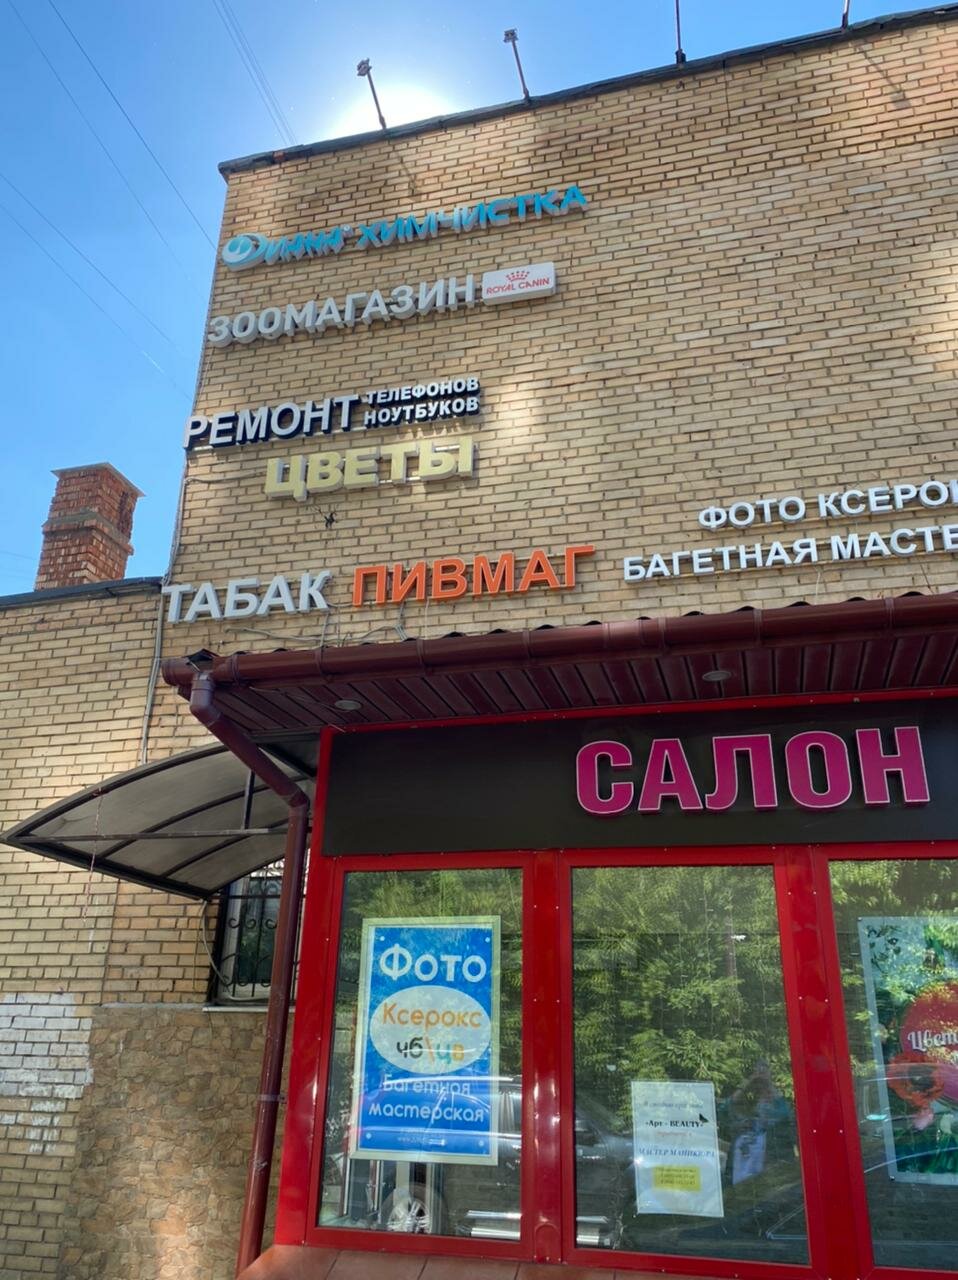 Диана® ХИМЧИСТКА
ЗООМАГАЗИН ROYAL CANIN
РЕМОНТ ТЕЛЕФОНОВ
НОУТБУКОВ
ЦВЕТЫ
ФОТО КСЕРОК
БАГЕТНАЯ МАСТЕ
ТАБАК ПИВМАГ
САЛОН
Фото
Ксерокс
чб\цв
Багетная
мастерская
«Арт - BEAUTY»
МАСТЕР МАНИКЮРА